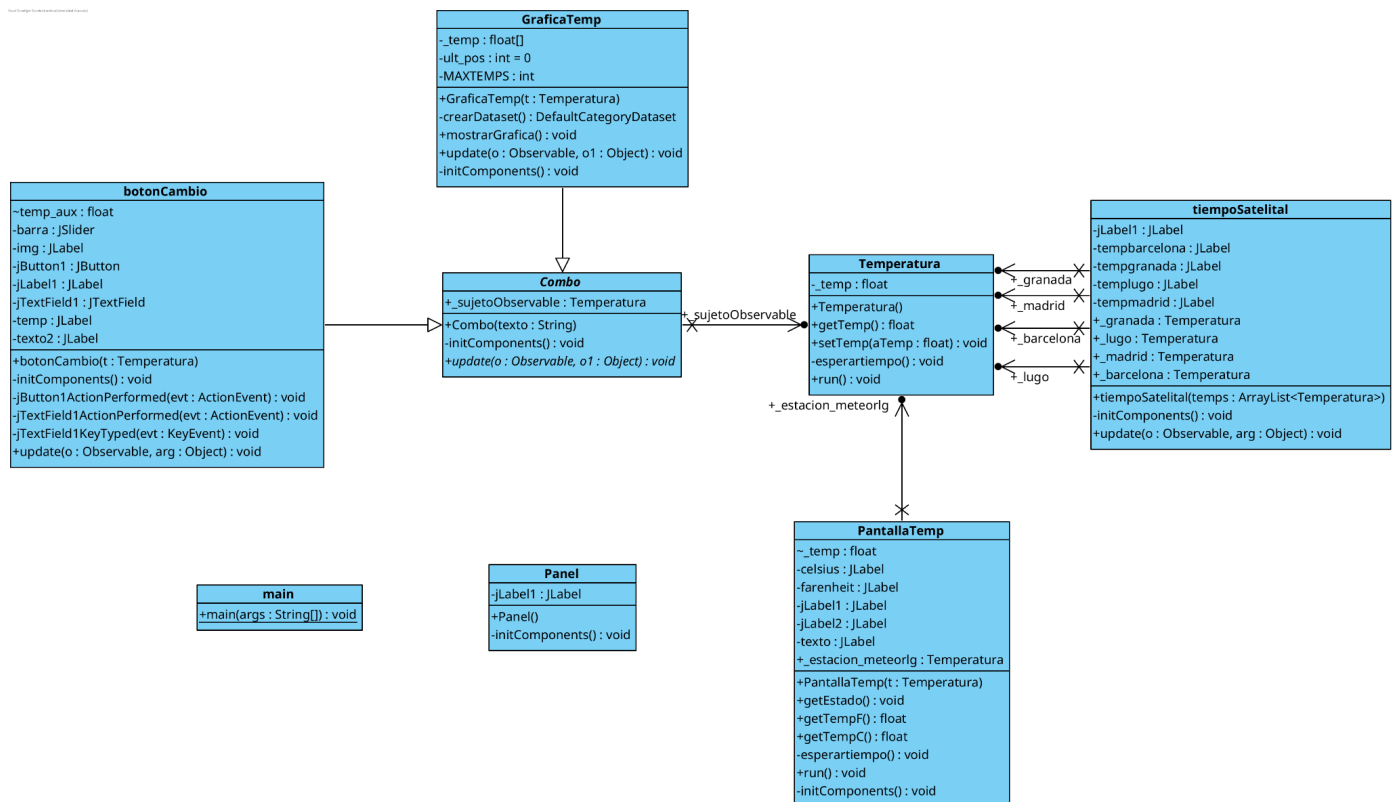 GraficaTemp
-_temp : float[]
-ult_pos : int = 0
-MAXTEMPS : int
+GraficaTemp(t : Temperatura)
-crearDataset() : DefaultCategoryDataset
+mostrarGrafica() : void
+update(o : Observable, o1 : Object) : void
-initComponents() : void
botonCambio
~temp_aux : float
-barra : JSlider
-img : JLabel
-jButton1 : JButton
-jLabel1 : JLabel
-jTextField1 : JTextField
-temp : JLabel
-texto2 : JLabel
+botonCambio(t : Temperatura)
-initComponents() : void
-jButton1ActionPerformed(evt : ActionEvent) : void
-jTextField1ActionPerformed(evt : ActionEvent) : void
-jTextField1KeyTyped(evt : KeyEvent) : void
+update(o : Observable, arg : Object) : void
Combo
+_sujetoObservable : Temperatura
+Combo(texto : String)
-initComponents() : void
+update(o : Observable, o1 : Object) : void
+_sujetoObservable
Temperatura
-_temp : float
+Temperatura()
+getTemp() : float
+setTemp(aTemp : float) : void
-esperartiempo() : void
+run() : void
+_granada
+_madrid
+_barcelona
+_lugo
+_estacion_meteorlg
tiempoSatelital
-jLabel1 : JLabel
-tempbarcelona : JLabel
-tempgranada : JLabel
-templugo : JLabel
-tempmadrid : JLabel
+_granada : Temperatura
+_lugo : Temperatura
+_madrid : Temperatura
+_barcelona : Temperatura
+tiempoSatelital(temps : ArrayList<Temperatura>)
-initComponents() : void
+update(o : Observable, arg : Object) : void
main
+main(args : String[]) : void
Panel
-jLabel1 : JLabel
+Panel()
-initComponents() : void
PantallaTemp
~_temp : float
-celsius : JLabel
-farenheit : JLabel
-jLabel1 : JLabel
-jLabel2 : JLabel
-texto : JLabel
+_estacion_meteorlg : Temperatura
+PantallaTemp(t : Temperatura)
+getEstado() : void
+getTempF() : float
+getTempC() : float
-esperartiempo() : void
+run() : void
-initComponents() : void